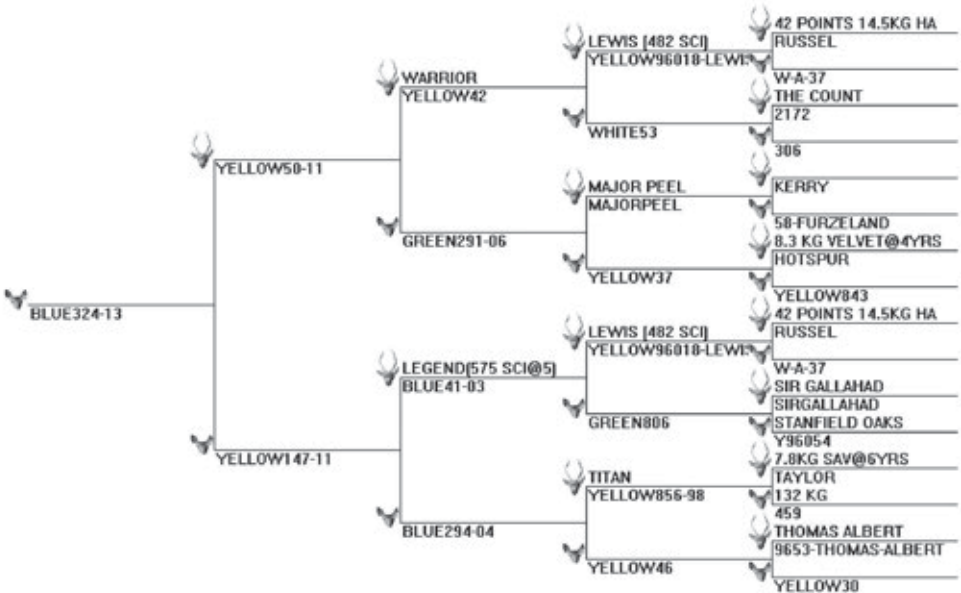 42 POINTS 14.5KG HA
LEWIS [482 SCI]
RUSSEL
YELLOW96018-LEWIS
W-A-37
WARRIOR
THE COUNT
YELLOW42
2172
WHITE53
306
YELLOW50-11
KERRY
MAJOR PEEL
MAJORPEEL
58-FURZELAND
GREEN291-06
8.3 KG VELVET@4YRS
HOTSPUR
YELLOW37
YELLOW843
BLUE324-13
42 POINTS 14.5KG HA
LEWIS [482 SCI]
RUSSEL
YELLOW96018-LEWIS
W-A-37
LEGEND[575 SCI@5]
SIR GALLAHAD
BLUE41-03
SIRGALLAHAD
GREEN806
STANFIELD OAKS
Y96054
YELLOW147-11
7.8KG SAV@6YRS
TITAN
TAYLOR
YELLOW856-98
132 KG
459
BLUE294-04
THOMAS ALBERT
9653-THOMAS-ALBERT
YELLOW46
YELLOW30